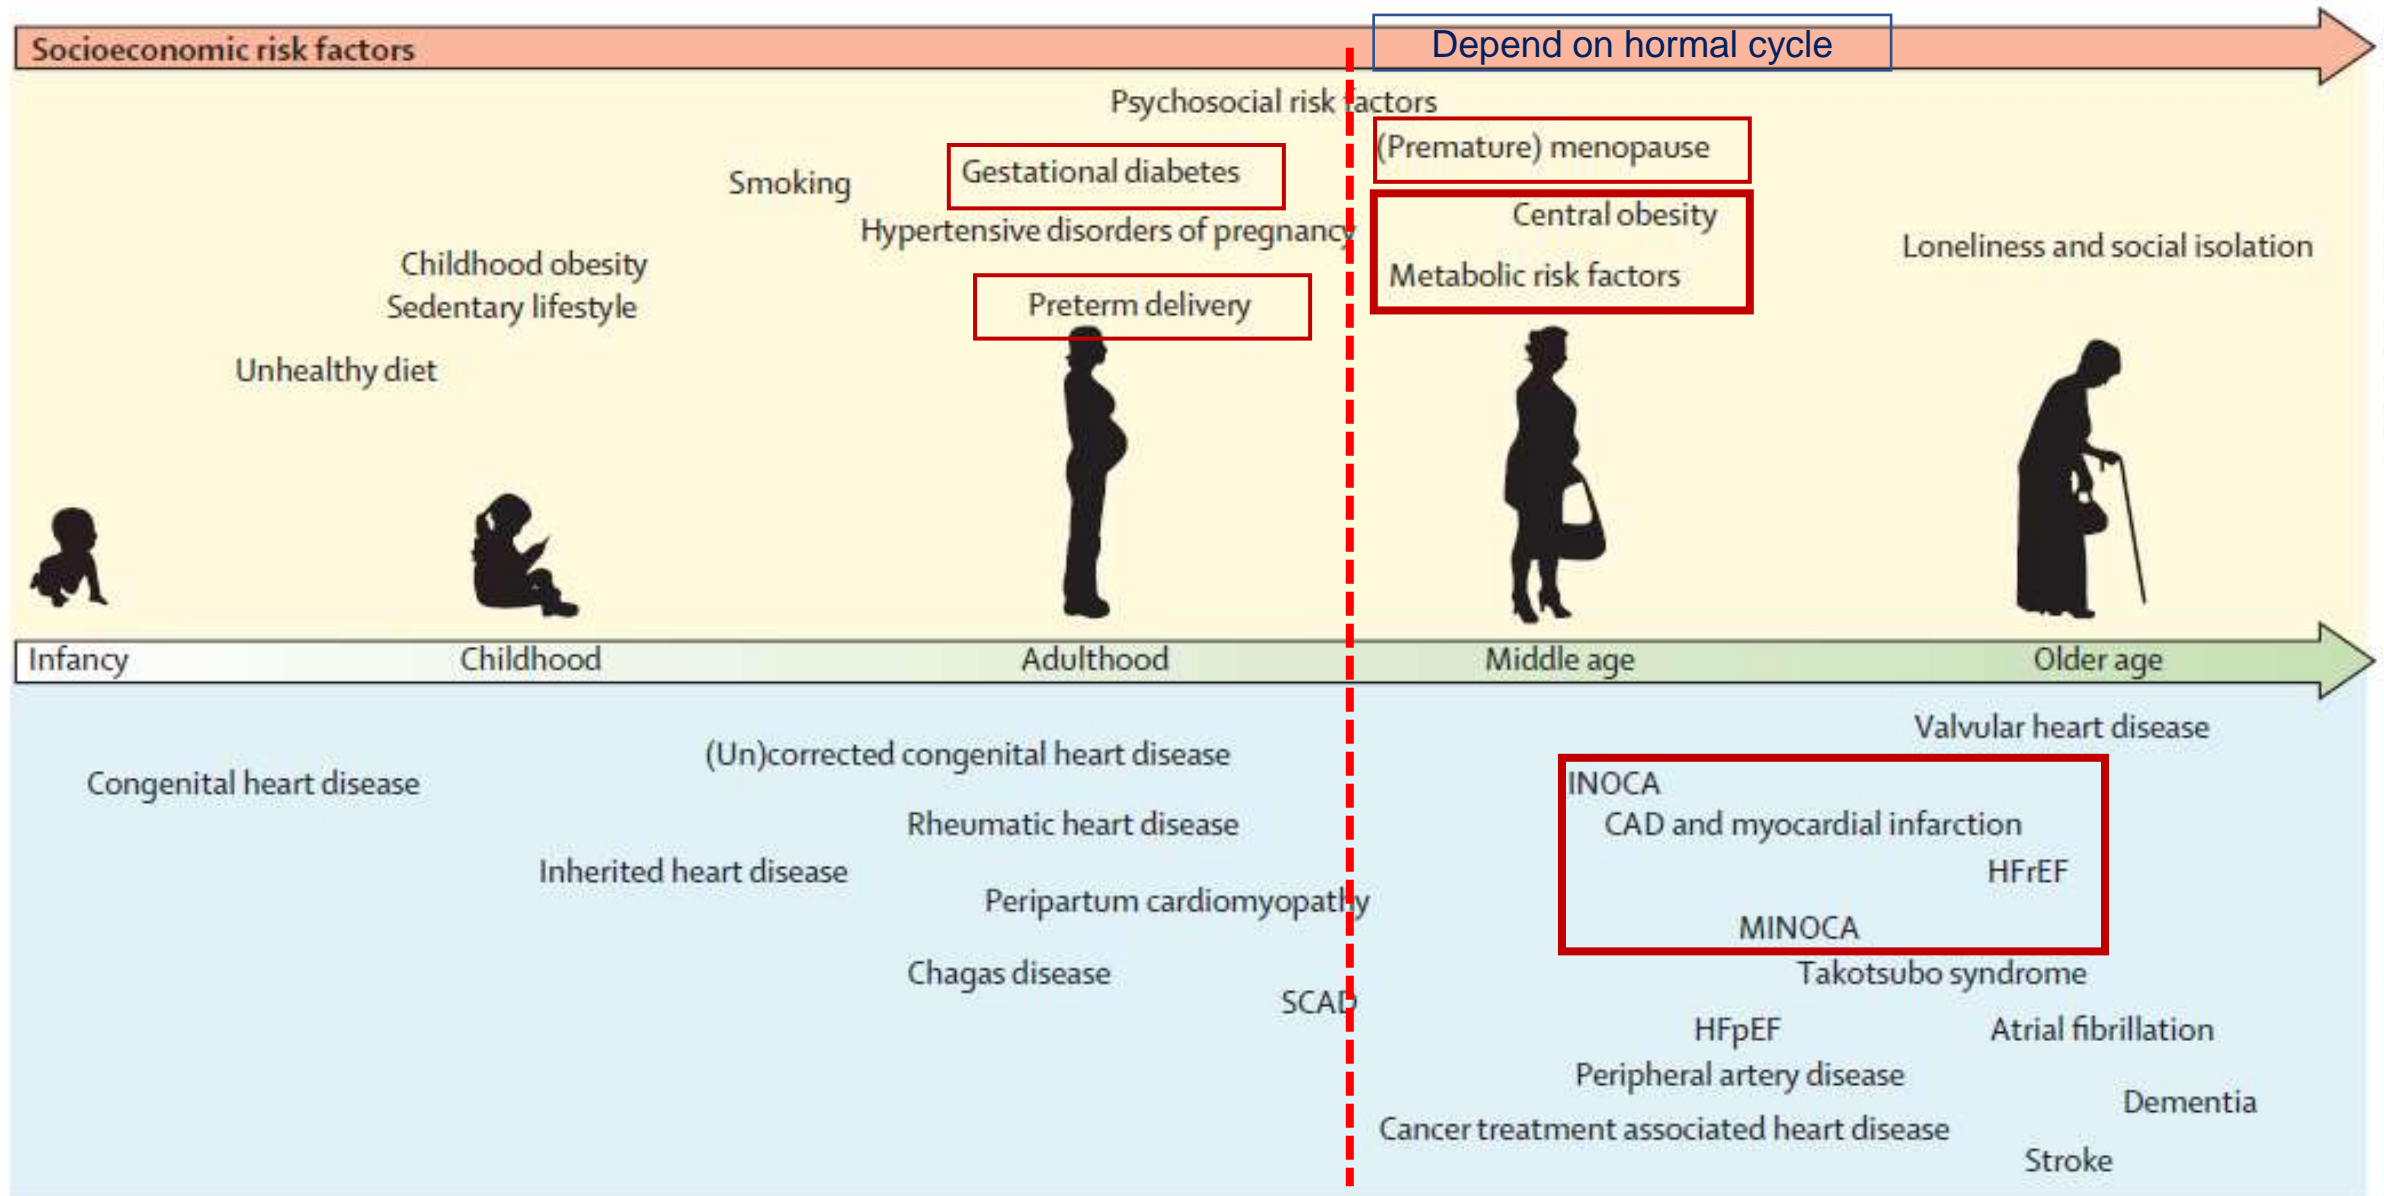 Socioeconomic risk factors
Depend on hormal cycle
Psychosocial risk factors
(Premature) menopause
Gestational diabetes
Smoking
Central obesity
Hypertensive disorders of pregnancy
Loneliness and social isolation
Childhood obesity
Metabolic risk factors
Sedentary lifestyle
Preterm delivery
Unhealthy diet
Infancy
Childhood
Adulthood
Middle age
Older age
Valvular heart disease
(Un)corrected congenital heart disease
Congenital heart disease
INOCA
Rheumatic heart disease
CAD and myocardial infarction
Inherited heart disease
HFrEF
Peripartum cardiomyopathy
MINOCA
Chagas disease
Takotsubo syndrome
SCAD
HFpEF
Atrial fibrillation
Peripheral artery disease
Dementia
Cancer treatment associated heart disease
Stroke